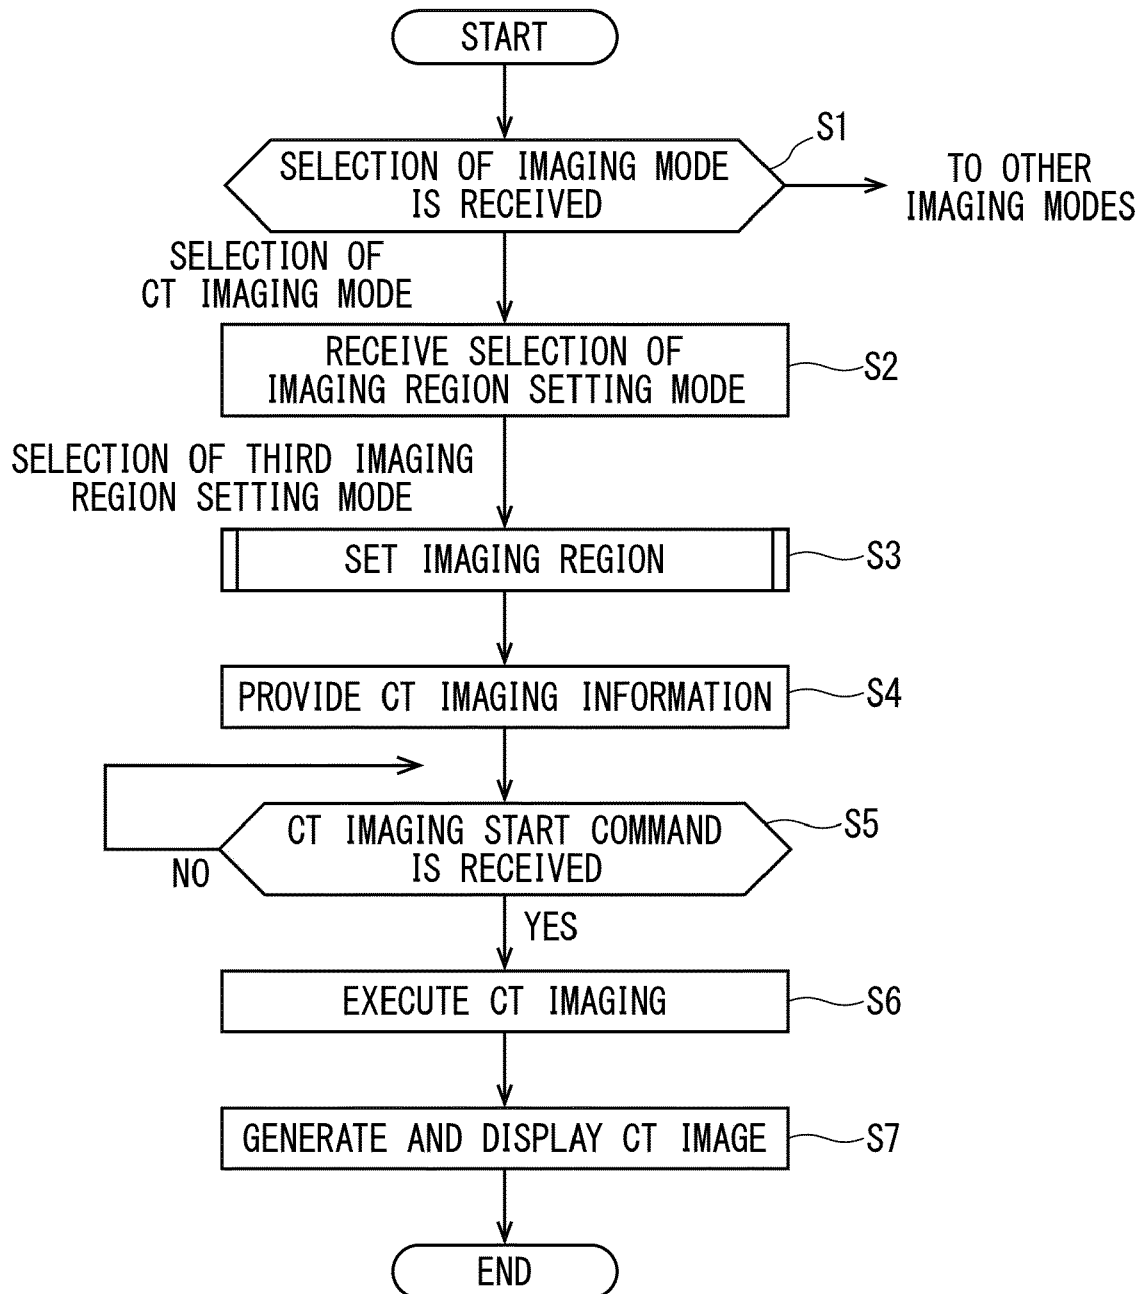 START
S1
SELECTION OF IMAGING MODE
IS RECEIVED
TO OTHER
IMAGING MODES
SELECTION OF
CT IMAGING MODE
RECEIVE SELECTION OF
IMAGING REGION SETTING MODE
S2
SELECTION OF THIRD IMAGING
REGION SETTING MODE
SET IMAGING REGION
S3
PROVIDE CT IMAGING INFORMATION
S4
CT IMAGING START COMMAND
IS RECEIVED
S5
NO
YES
EXECUTE CT IMAGING
S6
GENERATE AND DISPLAY CT IMAGE
S7
END